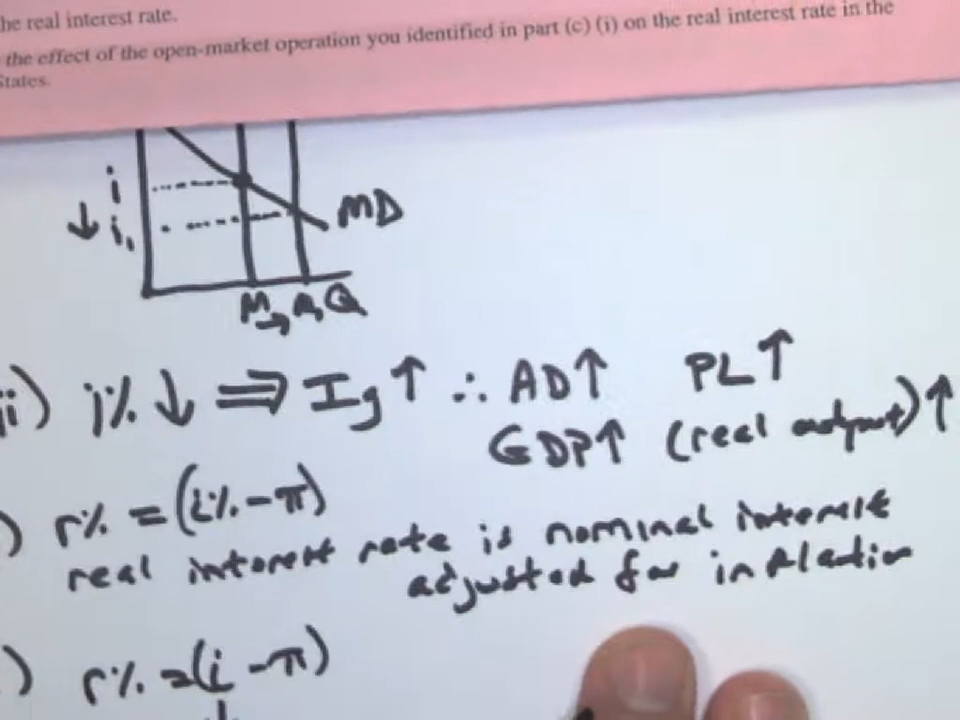 he real interest rate.
the effect of the open-market operation you identified in part (c) (i) on the real interest rate in the
States.
i
↓ i₁
MD
M → M₁ Q
ii) i% ↓ ⇒ Ig ↑ ∴ AD ↑ PL ↑
GDP ↑ (real output) ↑
) r% = (i% - π)
real interest rate is nominal interest
adjusted for inflation
) r% = (i - π)
↓